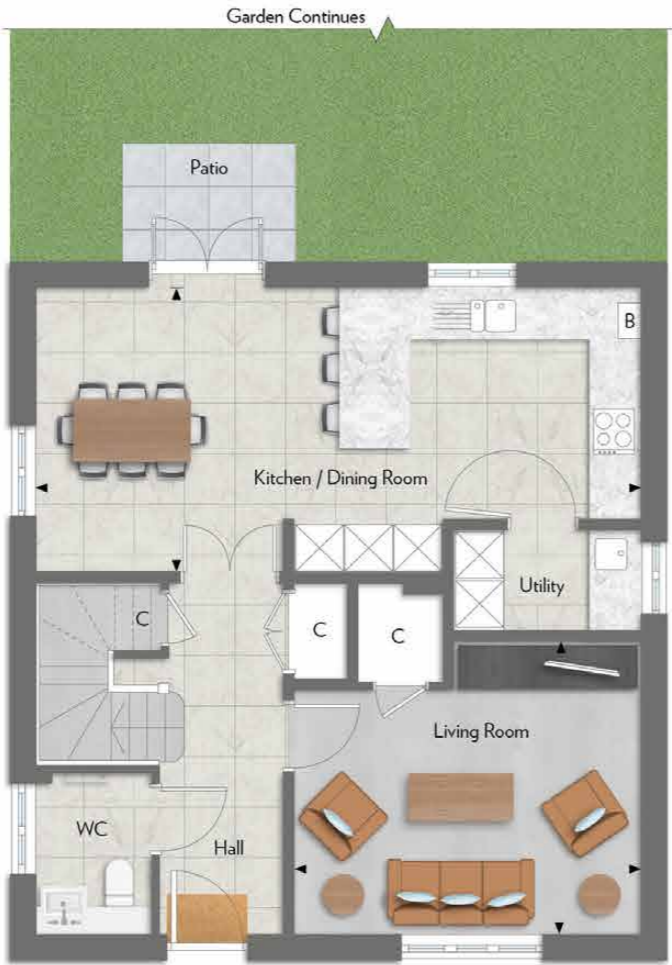 Garden Continues
Patio
B
Kitchen / Dining Room
Utility
C
C
C
Living Room
WC
Hall